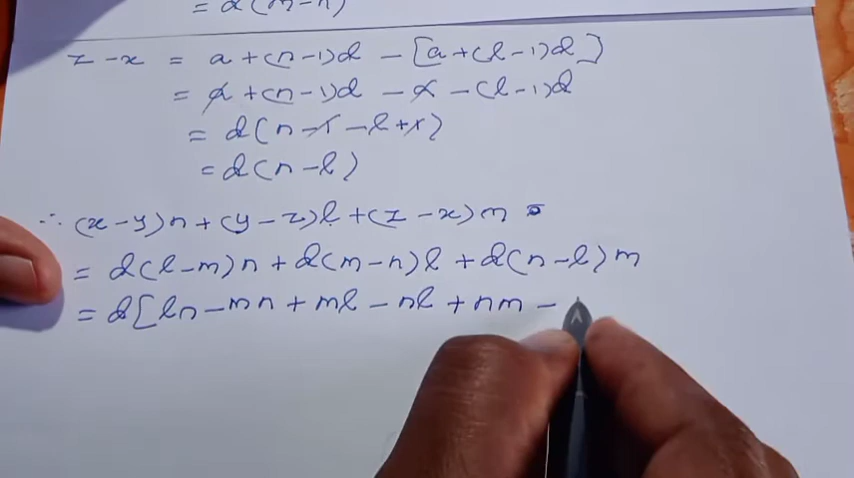 = d(m-n)
z-x = a+(n-1)d - [a+(l-1)d]
= a+(n-1)d - a - (l-1)d
= d(n-1-l+1)
= d(n-l)
∴ (x-y)n+(y-z)l+(z-x)m
= d(l-m)n+d(m-n)l+d(n-l)m
= d[ln-mn+ml-nl+nm-